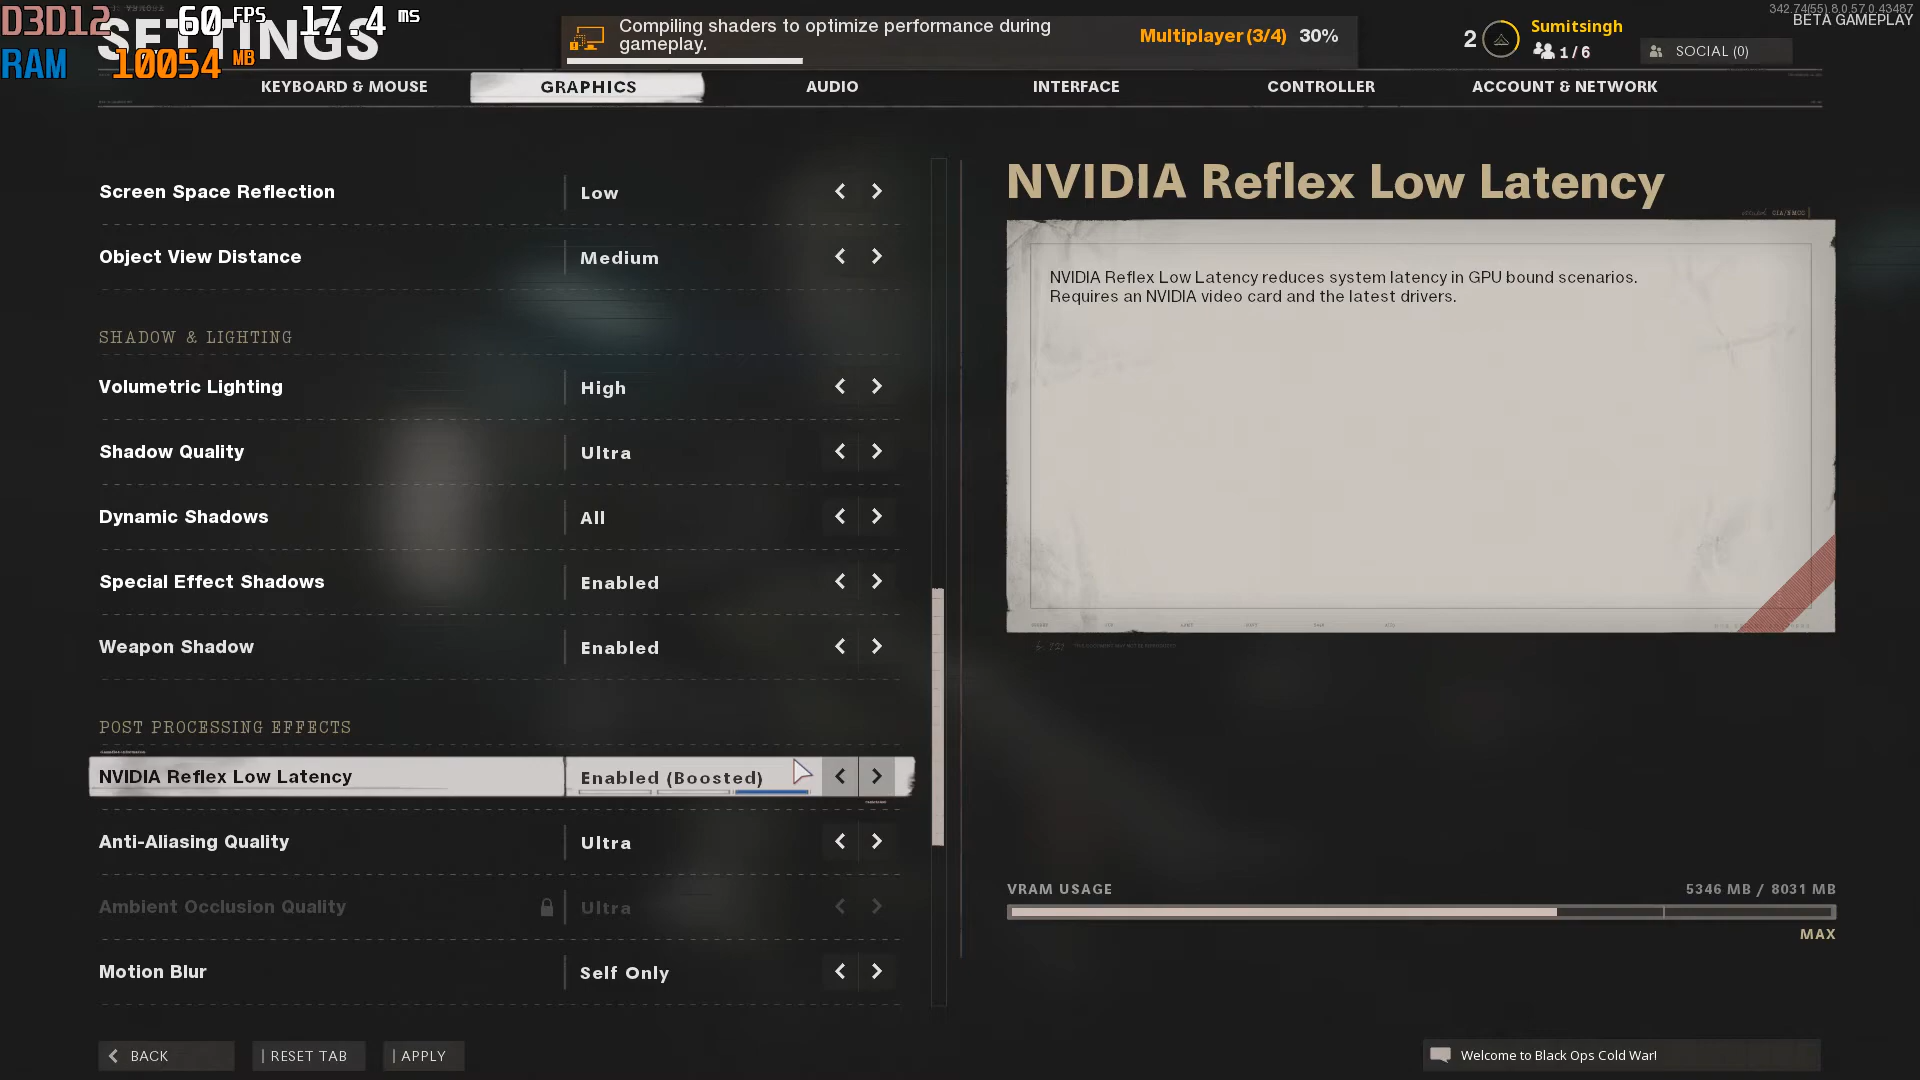 342.74(55).8.0.57.0.43487
BETA GAMEPLAY
D3D12 60 FPS 17.4 ms
RAM 10054 MB
SETTINGS
Compiling shaders to optimize performance during
gameplay.
Multiplayer (3/4) 30%
2
Sumitsingh
1 / 6
SOCIAL (0)
KEYBOARD & MOUSE
GRAPHICS
AUDIO
INTERFACE
CONTROLLER
ACCOUNT & NETWORK
Screen Space Reflection Low
Object View Distance Medium
SHADOW & LIGHTING
Volumetric Lighting High
Shadow Quality Ultra
Dynamic Shadows All
Special Effect Shadows Enabled
Weapon Shadow Enabled
POST PROCESSING EFFECTS
NVIDIA Reflex Low Latency Enabled (Boosted)
Anti-Aliasing Quality Ultra
Ambient Occlusion Quality Ultra
Motion Blur Self Only
NVIDIA Reflex Low Latency
NVIDIA Reflex Low Latency reduces system latency in GPU bound scenarios.
Requires an NVIDIA video card and the latest drivers.
VRAM USAGE 5346 MB / 8031 MB
MAX
BACK
RESET TAB
APPLY
Welcome to Black Ops Cold War!